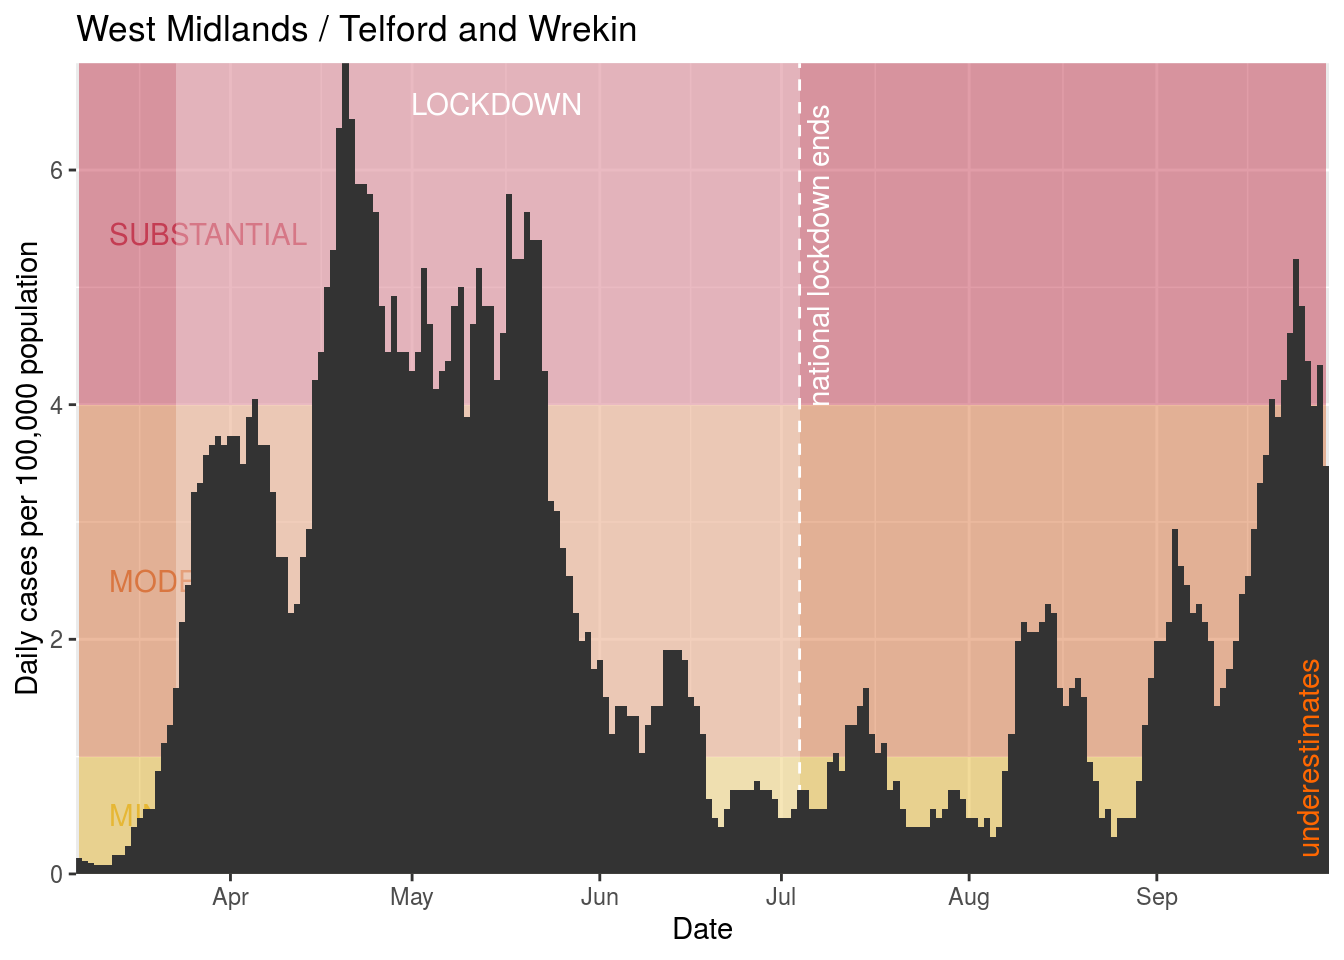 West Midlands / Telford and Wrekin
LOCKDOWN
national lockdown ends
SUBSTANTIAL
Daily cases per 100,000 population
6
4
2
0
underestimates
Apr
May
Jun
Jul
Aug
Sep
Date